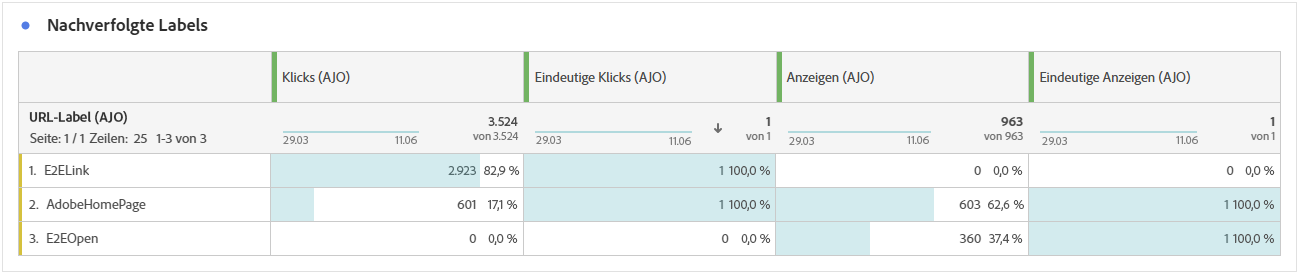 Nachverfolgte Labels
Klicks (AJO) Eindeutige Klicks (AJO) Anzeigen (AJO) Eindeutige Anzeigen (AJO)
URL-Label (AJO) 3.524 1 963 1
Seite: 1 / 1 Zeilen: 25 1-3 von 3 29.03 11.06 von 3.524 29.03 11.06 von 1 29.03 11.06 von 963 29.03 11.06 von 1
1. E2ELink 2.923 82,9 % 1 100,0 % 0 0,0 % 0 0,0 %
2. AdobeHomePage 601 17,1 % 1 100,0 % 603 62,6 % 1 100,0 %
3. E2EOpen 0 0,0 % 0 0,0 % 360 37,4 % 1 100,0 %